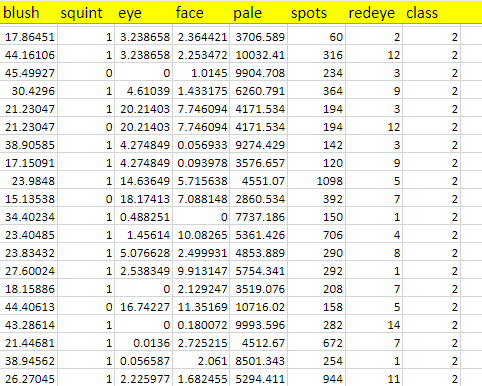 blush squint eye face pale spots redeye class
17.86451 1 3.238658 2.364421 3706.589 60 2 2
44.16106 1 3.238658 2.253472 10032.41 316 12 2
45.49927 0 0 1.0145 9904.708 234 3 2
30.4296 1 4.61039 1.433175 6260.791 364 9 2
21.23047 1 20.21403 7.746094 4171.534 194 3 2
21.23047 0 20.21403 7.746094 4171.534 194 12 2
38.90585 1 4.274849 0.056933 9274.429 142 3 2
17.15091 1 4.274849 0.093978 3576.657 120 9 2
23.9848 1 14.63649 5.715638 4551.07 1098 5 2
15.13538 0 18.17413 7.088148 2860.534 392 7 2
34.40234 1 0.488251 0 7737.186 150 1 2
23.40485 1 1.45614 10.08265 5361.426 706 4 2
23.83432 1 5.076628 2.499931 4853.889 290 8 2
27.60024 1 2.538349 9.913147 5754.341 292 1 2
18.15886 1 0 2.129247 3519.076 208 7 2
44.40613 0 16.74227 11.35169 10716.02 158 5 2
43.28614 1 0 0.180072 9993.596 282 14 2
21.44681 1 0.0136 2.725215 4512.67 672 7 2
38.94562 1 0.056587 2.061 8501.343 254 1 2
26.27045 1 2.225977 1.682455 5294.411 944 11 2